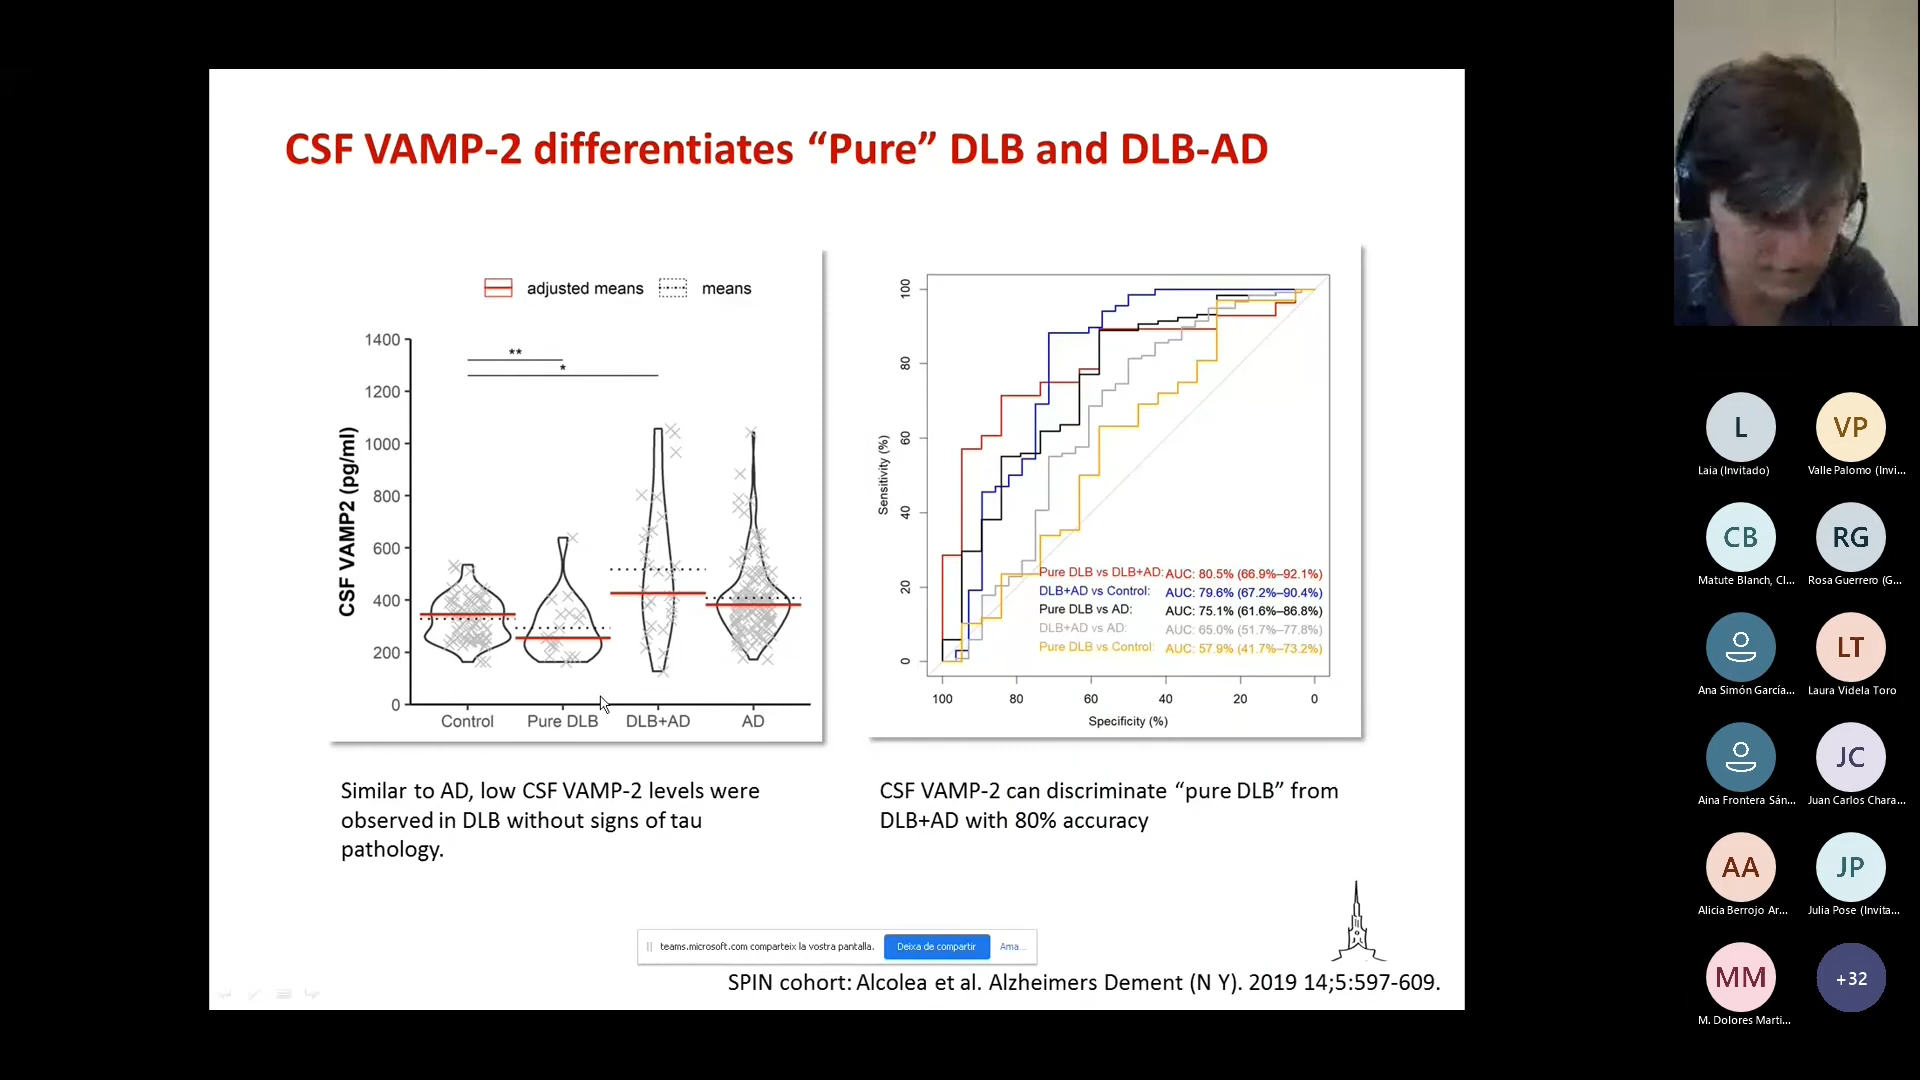 CSF VAMP-2 differentiates “Pure” DLB and DLB-AD
adjusted means
means
1400
1200
1000
800
600
400
200
0
CSF VAMP2 (pg/ml)
**
*
Control
Pure DLB
DLB+AD
AD
100
80
60
40
20
0
Sensitivity (%)
Pure DLB vs DLB+AD: AUC: 80.5% (66.9%–92.1%)
DLB+AD vs Control: AUC: 79.6% (67.2%–90.4%)
Pure DLB vs AD: AUC: 75.1% (61.6%–86.8%)
DLB+AD vs AD: AUC: 65.0% (51.7%–77.8%)
Pure DLB vs Control: AUC: 57.9% (41.7%–73.2%)
100
80
60
40
20
0
Specificity (%)
Similar to AD, low CSF VAMP-2 levels were
observed in DLB without signs of tau
pathology.
CSF VAMP-2 can discriminate “pure DLB” from
DLB+AD with 80% accuracy
teams.microsoft.com comparteix la vostra pantalla.
Deixa de compartir
Ama...
SPIN cohort: Alcolea et al. Alzheimers Dement (N Y). 2019 14;5:597-609.
L
VP
Laia (Invitado)
Valle Palomo (Invi...
CB
RG
Matute Blanch, Cl...
Rosa Guerrero (G...
LT
Ana Simón García...
Laura Videla Toro
JC
Aina Frontera Sán...
Juan Carlos Chara...
AA
JP
Alicia Berrojo Ar...
Julia Pose (Invita...
MM
+32
M. Dolores Marti...